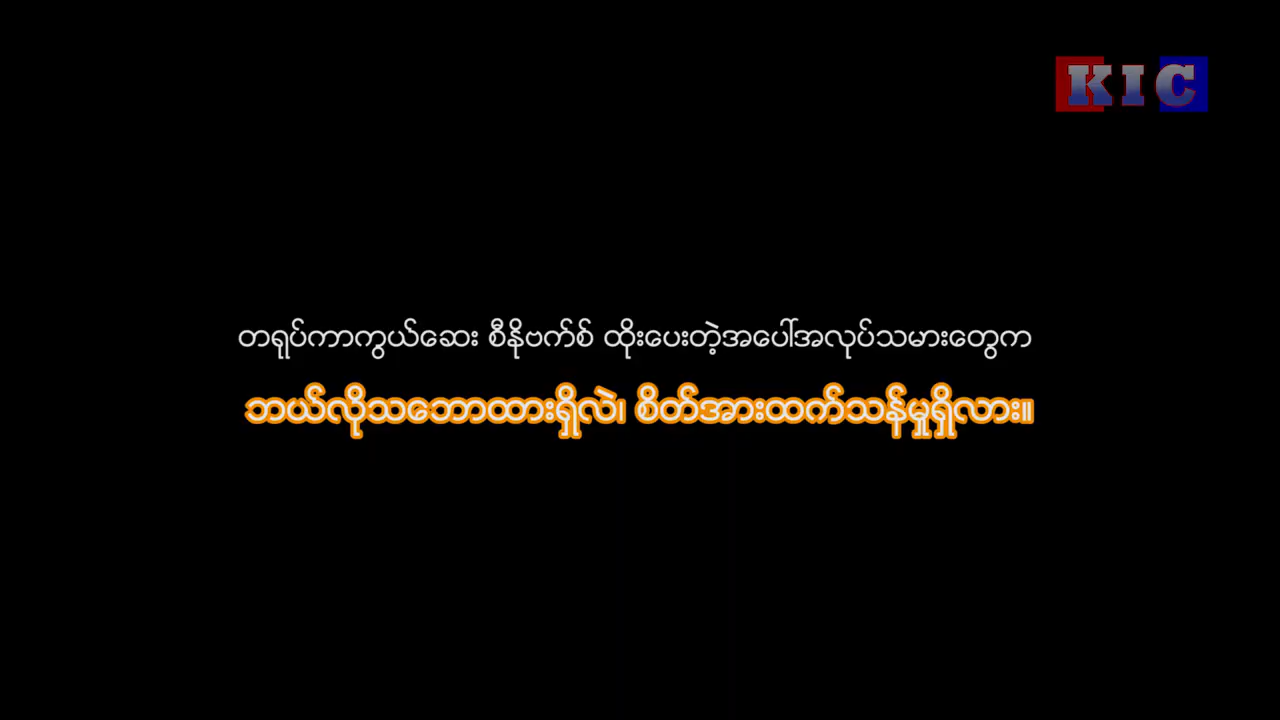 KIC
တရုပ်ကာကွယ်ဆေး စီနိုဗက်စ် ထိုးပေးတဲ့အပေါ်အလုပ်သမားတွေက
ဘယ်လိုသဘောထားရှိလဲ၊ စိတ်အားထက်သန်မှုရှိလား။